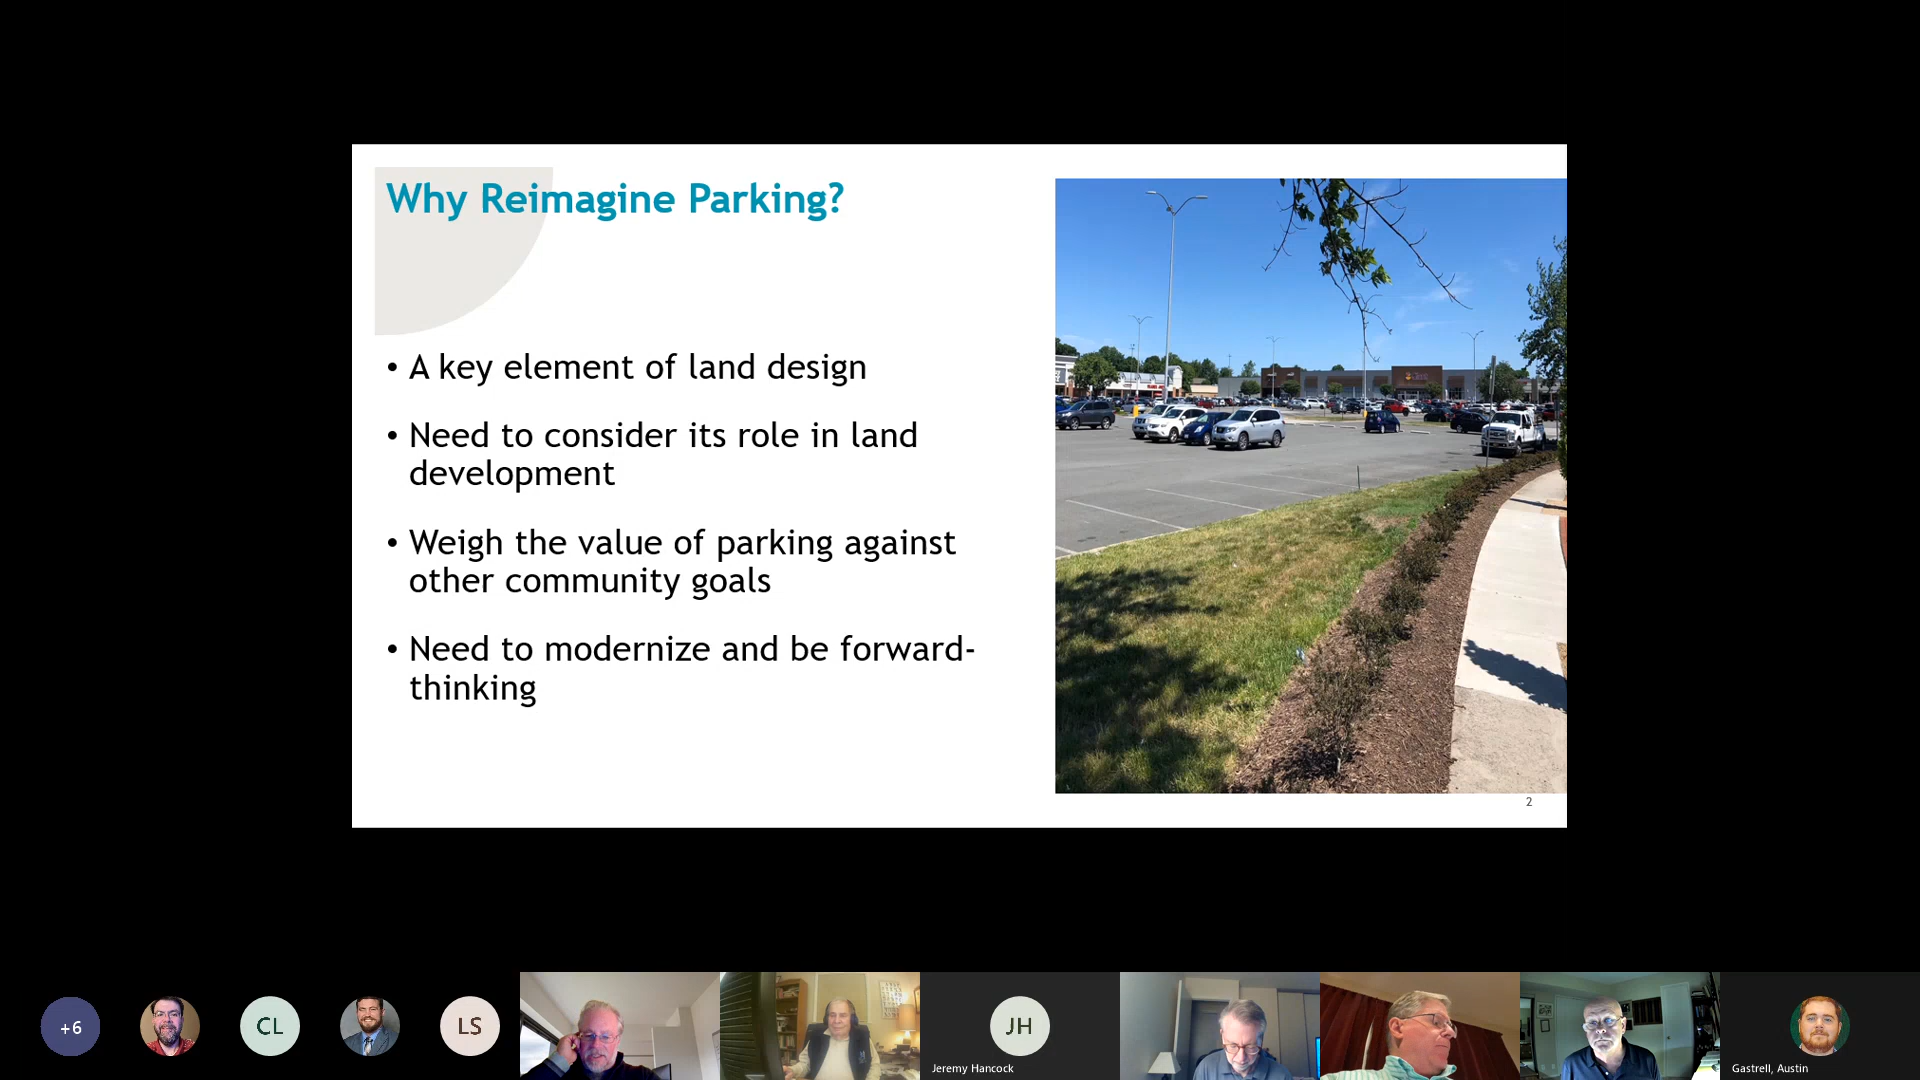 Why Reimagine Parking?
• A key element of land design
• Need to consider its role in land
development
• Weigh the value of parking against
other community goals
• Need to modernize and be forward-
thinking
2
+6
CL
LS
JH
Jeremy Hancock
Gastrell, Austin